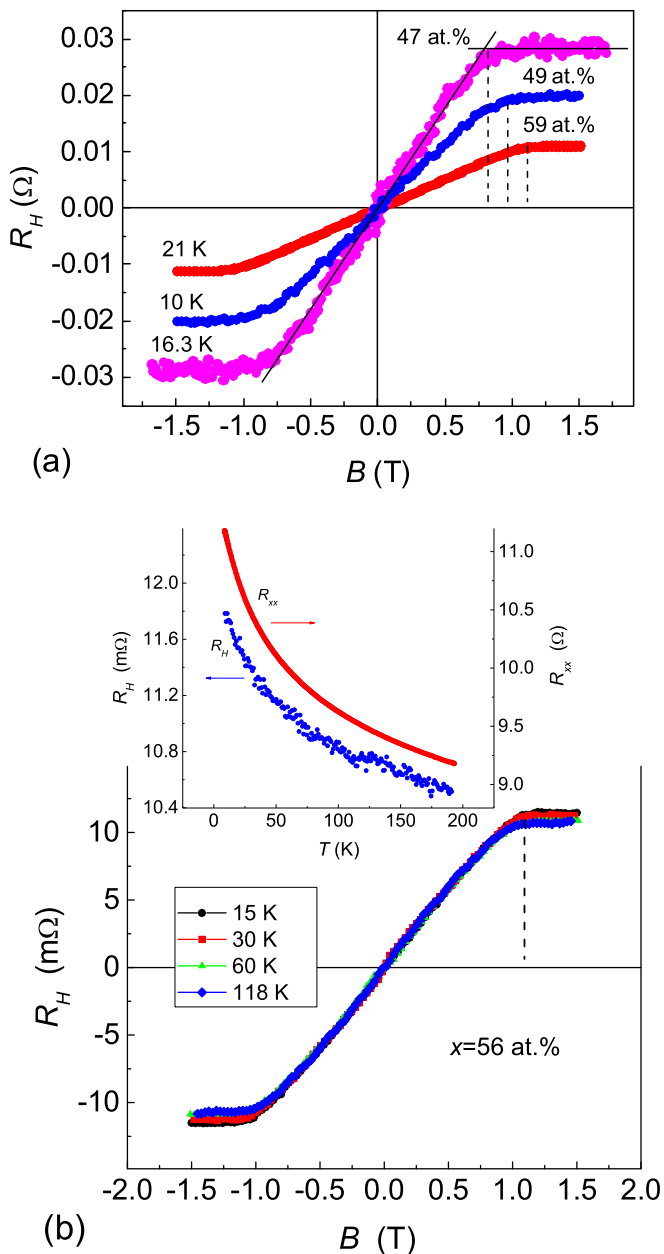 47 at.%
49 at.%
59 at.%
21 K
10 K
16.3 K
0.03
0.02
0.01
0.00
-0.01
-0.02
-0.03
R_H (Ω)
-1.5 -1.0 -0.5 0.0 0.5 1.0 1.5
B (T)
(a)
12.0
11.6
11.2
10.8
10.4
R_H (mΩ)
R_xx
R_H
11.0
10.5
10.0
9.5
9.0
R_xx (Ω)
0 50 100 150 200
T (K)
10
5
0
-5
-10
R_H (mΩ)
15 K
30 K
60 K
118 K
x=56 at.%
-2.0 -1.5 -1.0 -0.5 0.0 0.5 1.0 1.5 2.0
B (T)
(b)